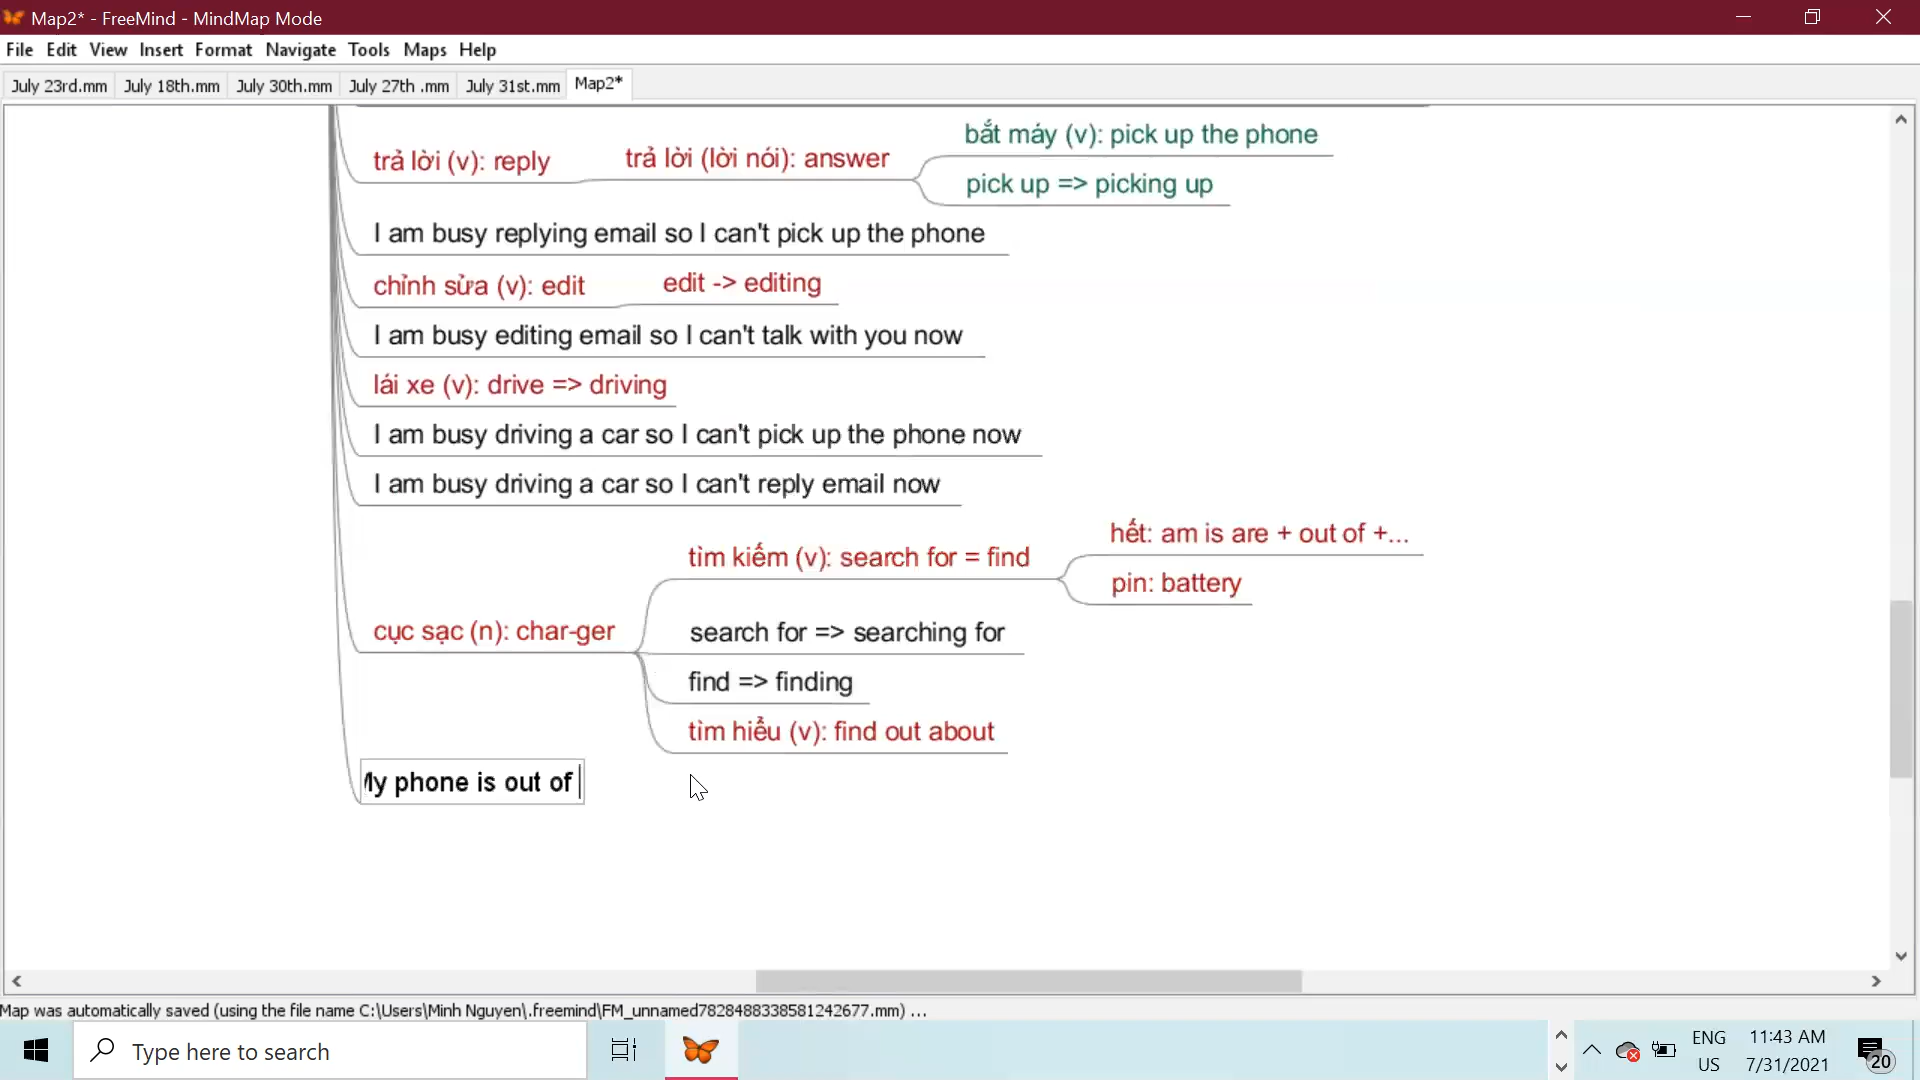 Map2* - FreeMind - MindMap Mode
File Edit View Insert Format Navigate Tools Maps Help
July 23rd.mm July 18th.mm July 30th.mm July 27th .mm July 31st.mm Map2*
bắt máy (v): pick up the phone
trả lời (v): reply trả lời (lời nói): answer
pick up => picking up
I am busy replying email so I can't pick up the phone
chỉnh sửa (v): edit edit -> editing
I am busy editing email so I can't talk with you now
lái xe (v): drive => driving
I am busy driving a car so I can't pick up the phone now
I am busy driving a car so I can't reply email now
hết: am is are + out of +...
tìm kiếm (v): search for = find
pin: battery
cục sạc (n): char-ger
search for => searching for
find => finding
tìm hiểu (v): find out about
My phone is out of
Map was automatically saved (using the file name C:\Users\Minh Nguyen\.freemind\FM_unnamed7828488338581242677.mm) ...
Type here to search
ENG
US
11:43 AM
7/31/2021
20